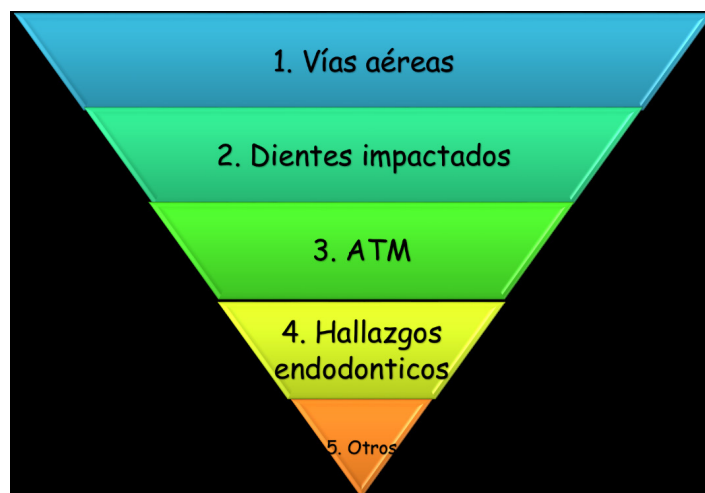 1. Vías aéreas
2. Dientes impactados
3. ATM
4. Hallazgos
endodonticos
5. Otros